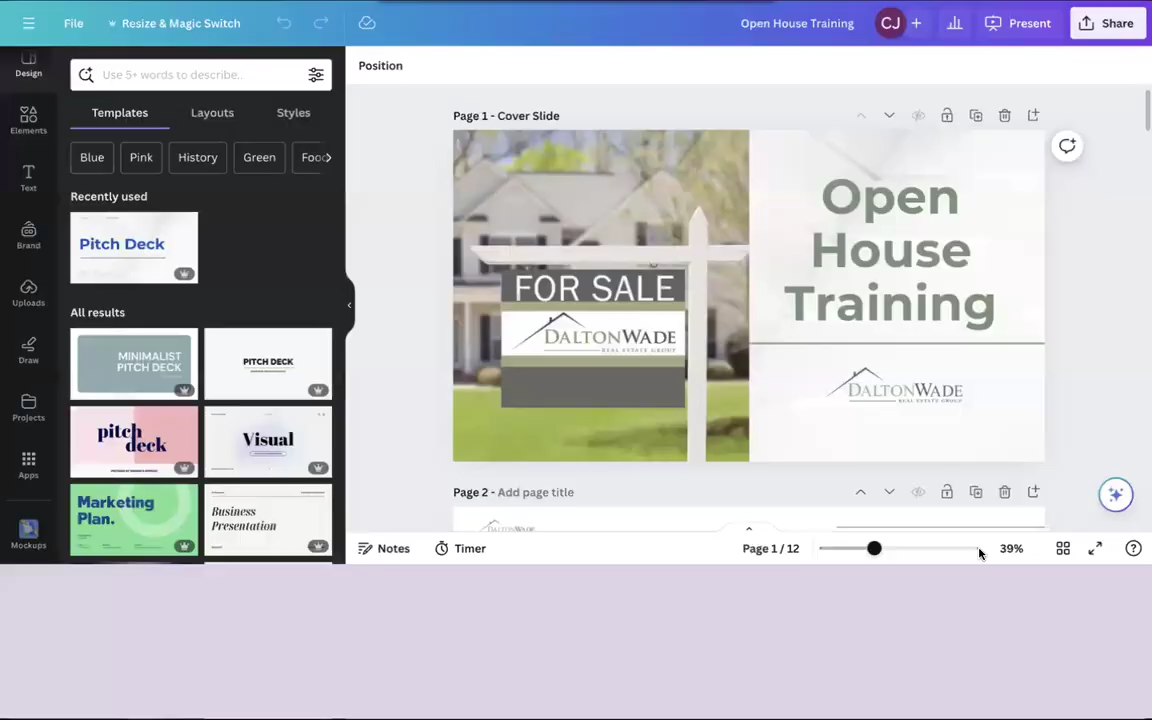 File
Resize & Magic Switch
Open House Training
CJ
+
Present
Share
Design
Elements
Text
Brand
Uploads
Draw
Projects
Apps
Mockups
Use 5+ words to describe..
Templates
Layouts
Styles
Blue
Pink
History
Green
Recently used
Pitch Deck
All results
MINIMALIST
PITCH DECK
PITCH DECK
pitch
deck
Visual
Marketing
Plan.
Business
Presentation
Position
Page 1 - Cover Slide
FOR SALE
DALTONWADE
REAL ESTATE GROUP
Open
House
Training
DALTONWADE
REAL ESTATE GROUP
Page 2 - Add page title
Notes
Timer
Page 1 / 12
39%